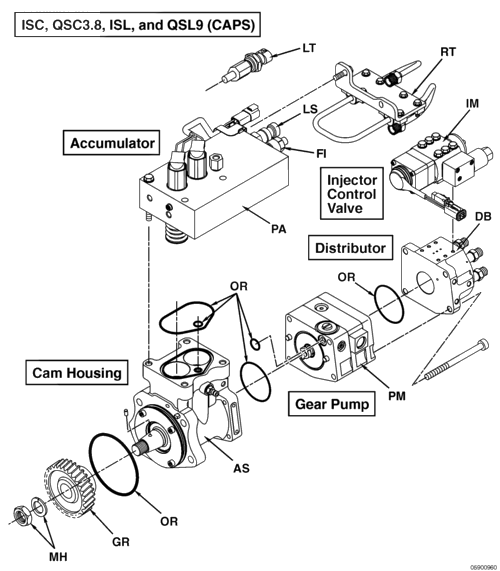 ISC, QSC3.8, ISL, and QSL9 (CAPS)
LT
RT
LS
IM
Accumulator
FI
Injector
Control
Valve
PA
DB
Distributor
OR
OR
Cam Housing
PM
Gear Pump
AS
OR
GR
MH
05900960